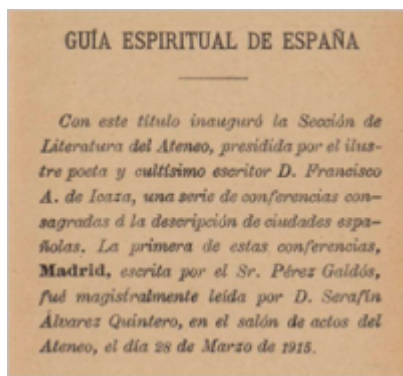 GUÍA ESPIRITUAL DE ESPAÑA
Con este título inauguró la Sección de
Literatura del Ateneo, presidida por el ilus-
tre poeta y cultísimo escritor D. Francisco
A. de Icaza, una serie de conferencias con-
sagradas á la descripción de ciudades espa-
ñolas. La primera de estas conferencias,
Madrid, escrita por el Sr. Pérez Galdós,
fué magistralmente leída por D. Serafín
Álvarez Quintero, en el salón de actos del
Ateneo, el día 28 de Marzo de 1915.